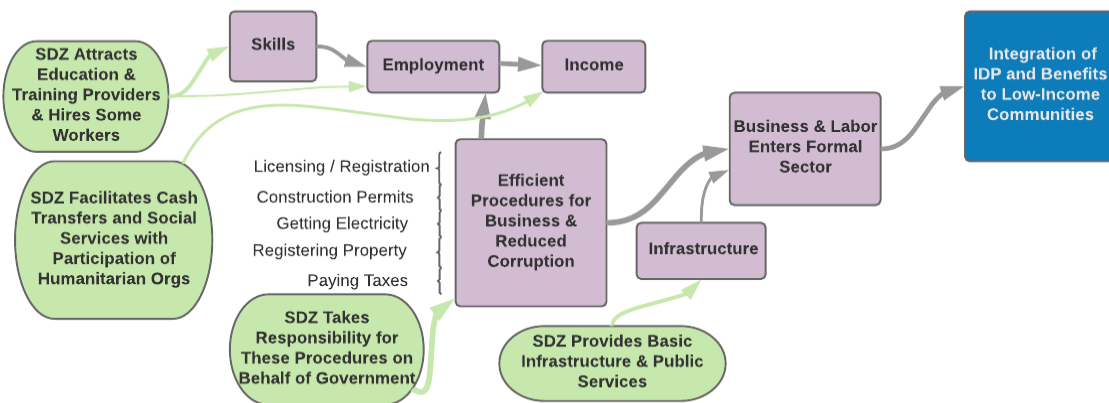 SDZ Attracts
Education &
Training Providers
& Hires Some
Workers
Skills
Employment
Income
Integration of
IDP and Benefits
to Low-Income
Communities
Business & Labor
Enters Formal
Sector
SDZ Facilitates Cash
Transfers and Social
Services with
Participation of
Humanitarian Orgs
Licensing / Registration
Construction Permits
Getting Electricity
Registering Property
Paying Taxes
Efficient
Procedures for
Business &
Reduced
Corruption
Infrastructure
SDZ Takes
Responsibility for
These Procedures on
Behalf of Government
SDZ Provides Basic
Infrastructure & Public
Services